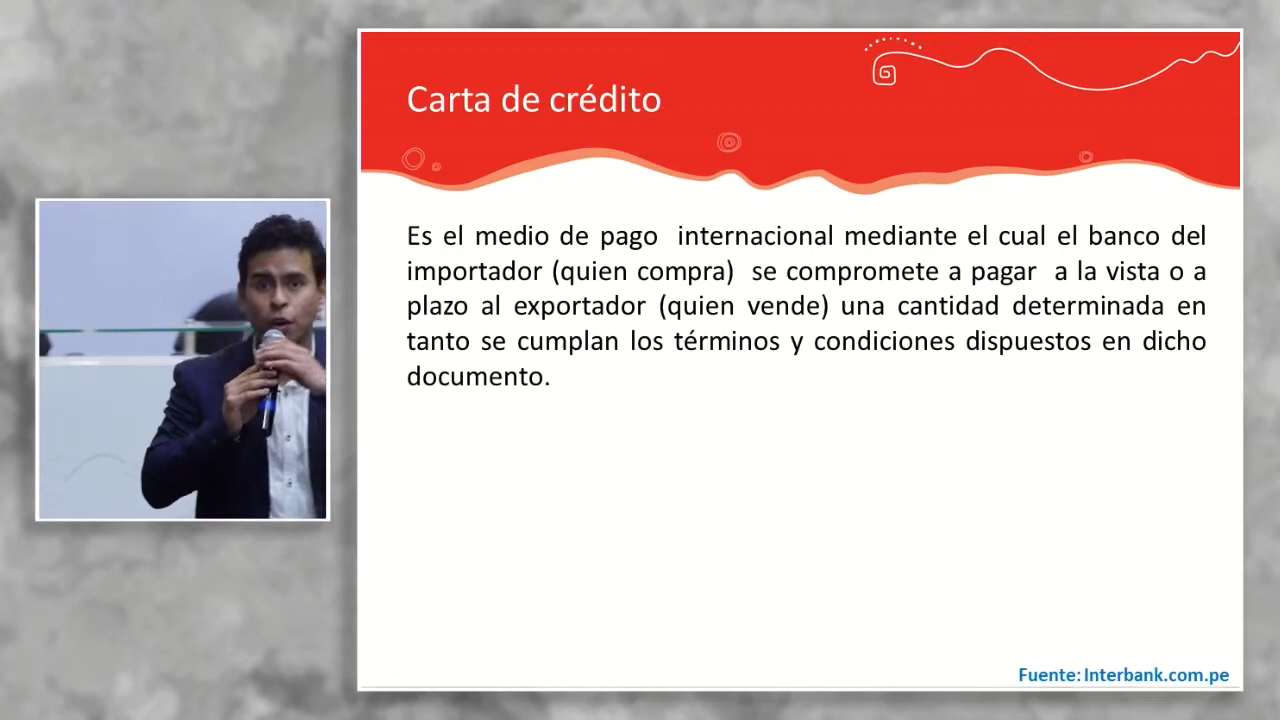 Carta de crédito
Es el medio de pago internacional mediante el cual el banco del
importador (quien compra) se compromete a pagar a la vista o a
plazo al exportador (quien vende) una cantidad determinada en
tanto se cumplan los términos y condiciones dispuestos en dicho
documento.
Fuente: Interbank.com.pe